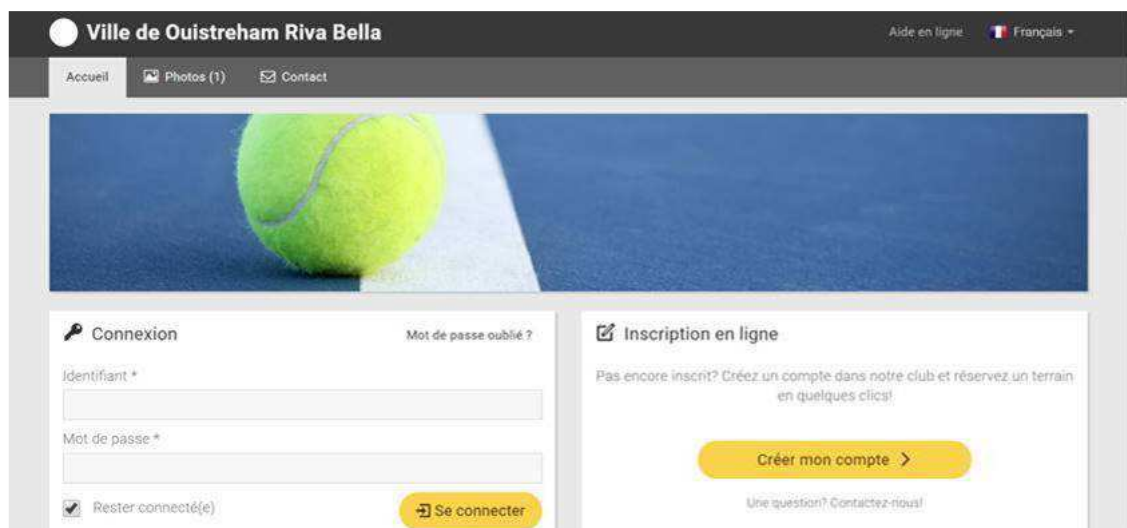 Ville de Ouistreham Riva Bella
Aide en ligne
Français
Accueil
Photos (1)
Contact
Connexion
Mot de passe oublié ?
Identifiant *
Mot de passe *
Rester connecté(e)
Se connecter
Inscription en ligne
Pas encore inscrit? Créez un compte dans notre club et réservez un terrain
en quelques clics!
Créer mon compte
Une question? Contactez-nous!